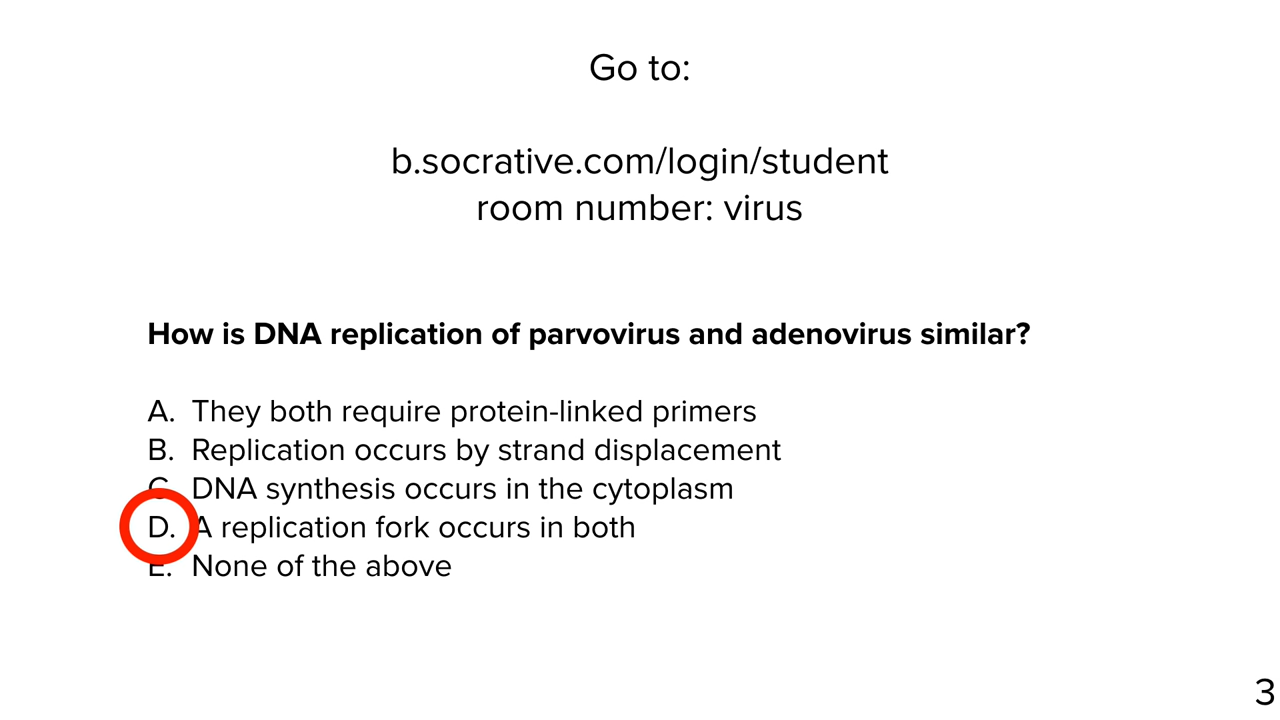 Go to:
b.socrative.com/login/student
room number: virus
How is DNA replication of parvovirus and adenovirus similar?
A. They both require protein-linked primers
B. Replication occurs by strand displacement
C. DNA synthesis occurs in the cytoplasm
D. A replication fork occurs in both
E. None of the above
3